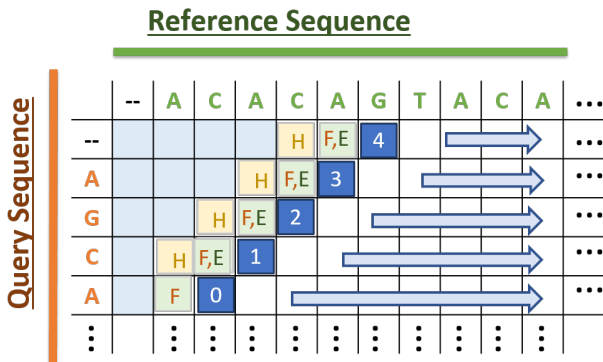 Reference Sequence
Query Sequence
-- A C A C A G T A C A ...
-- H F,E 4 ...
A H F,E 3 ...
G H F,E 2 ...
C H F,E 1 ...
A F 0 ...